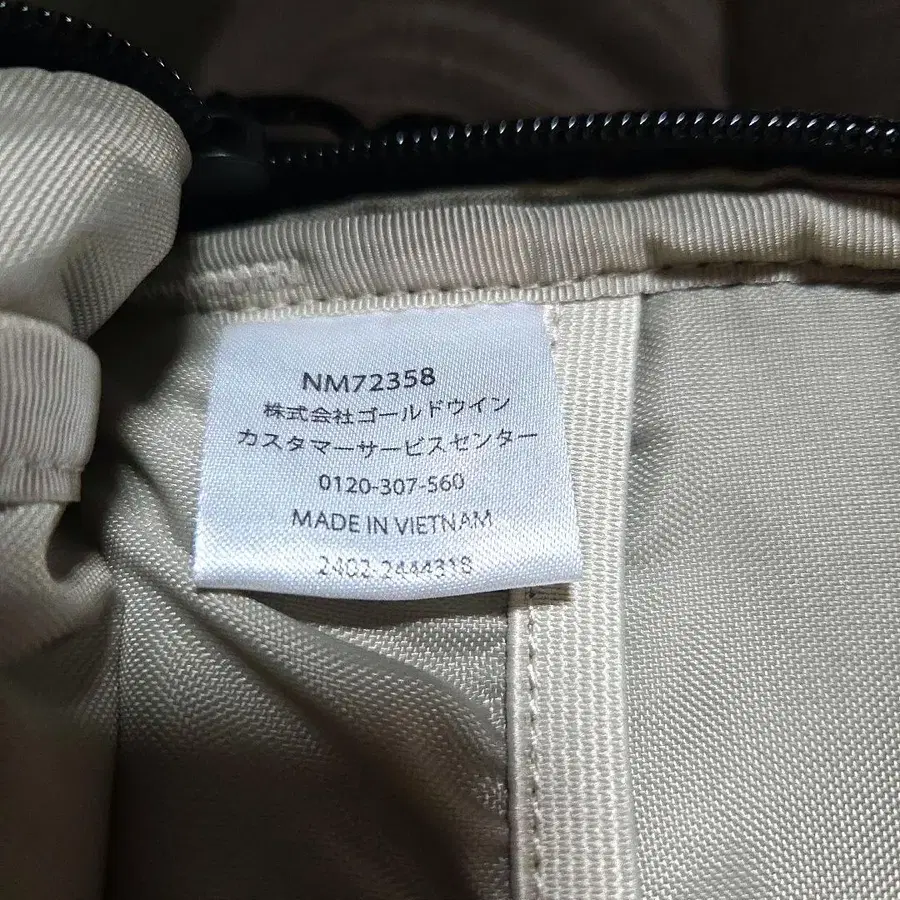 NM72358
株式会社ゴールドウイン
カスタマーサービスセンター
0120-307-560
MADE IN VIETNAM
2402-2444318